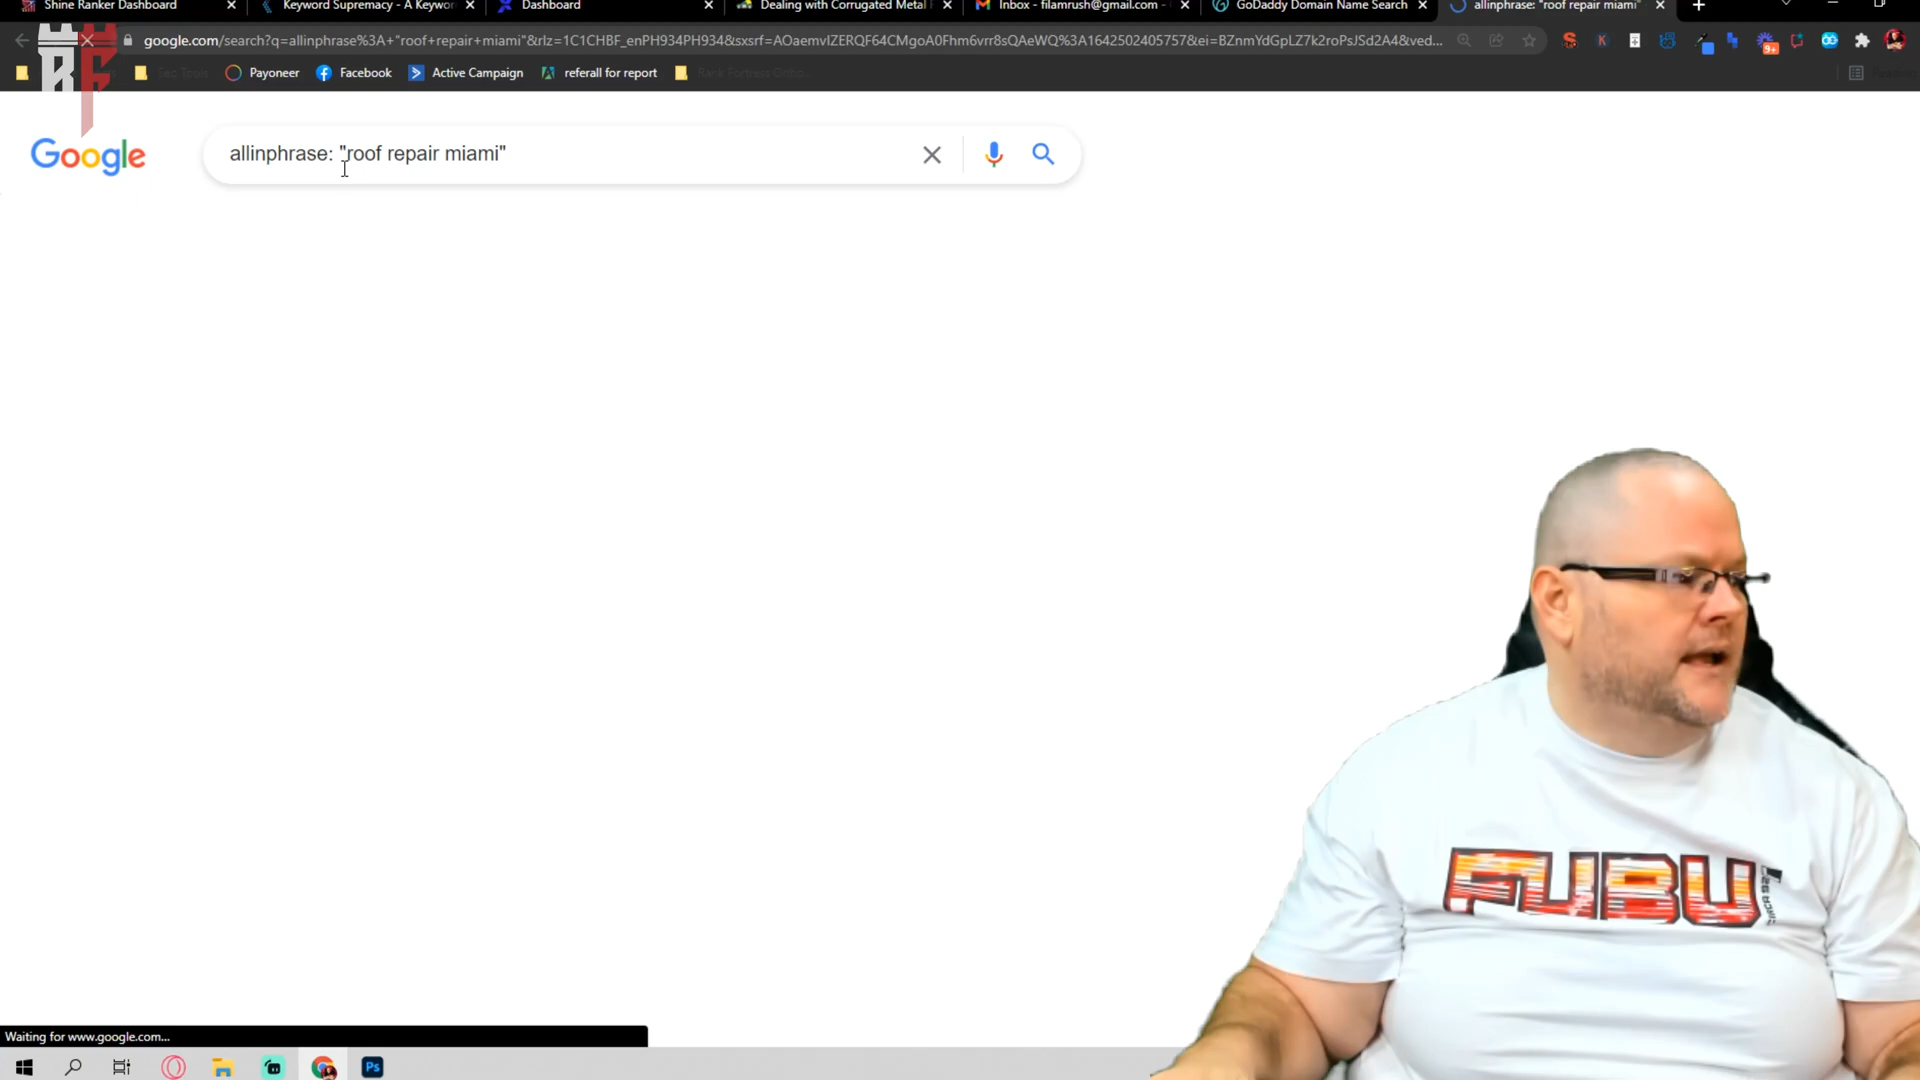 Shine Ranker Dashboard
Keyword Supremacy - A Keywor
Dashboard
Dealing with Corrugated Metal
Inbox - filamrush@gmail.com -
GoDaddy Domain Name Search
allinphrase: "roof repair miami"
google.com/search?q=allinphrase%3A+"roof+repair+miami"&rlz=1C1CHBF_enPH934PH934&sxsrf=AOaemvIZERQF64CMgoA0Fhm6vrr8sQAeWQ%3A1642502405757&ei=BZnmYdGpLZ7k2roPsJSd2A4&ved...
9+
Payoneer
Facebook
Active Campaign
referall for report
RF
Google
allinphrase: "roof repair miami"
FUBU
Waiting for www.google.com...
Ps